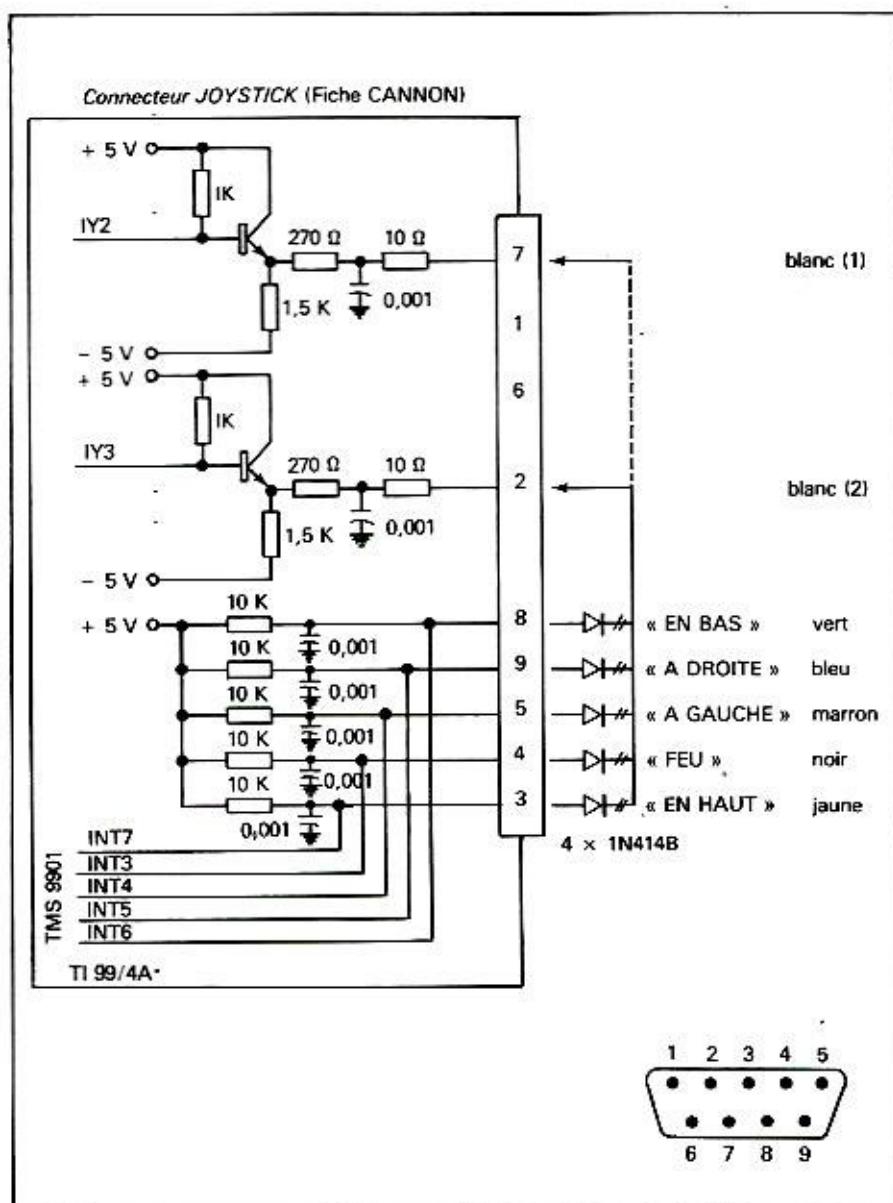 Connecteur JOYSTICK (Fiche CANNON)
+ 5 V
IK
IY2
270 Ω
10 Ω
7
blanc (1)
1,5 K
0,001
1
- 5 V
+ 5 V
6
IK
IY3
270 Ω
10 Ω
2
blanc (2)
1,5 K
0,001
- 5 V
+ 5 V
10 K
8
« EN BAS »
vert
0,001
10 K
9
« A DROITE »
bleu
0,001
10 K
5
« A GAUCHE »
marron
0,001
10 K
4
« FEU »
noir
0,001
10 K
3
« EN HAUT »
jaune
0,001
4 × 1N414B
TMS 9901
INT7
INT3
INT4
INT5
INT6
TI 99/4A
1 2 3 4 5
6 7 8 9